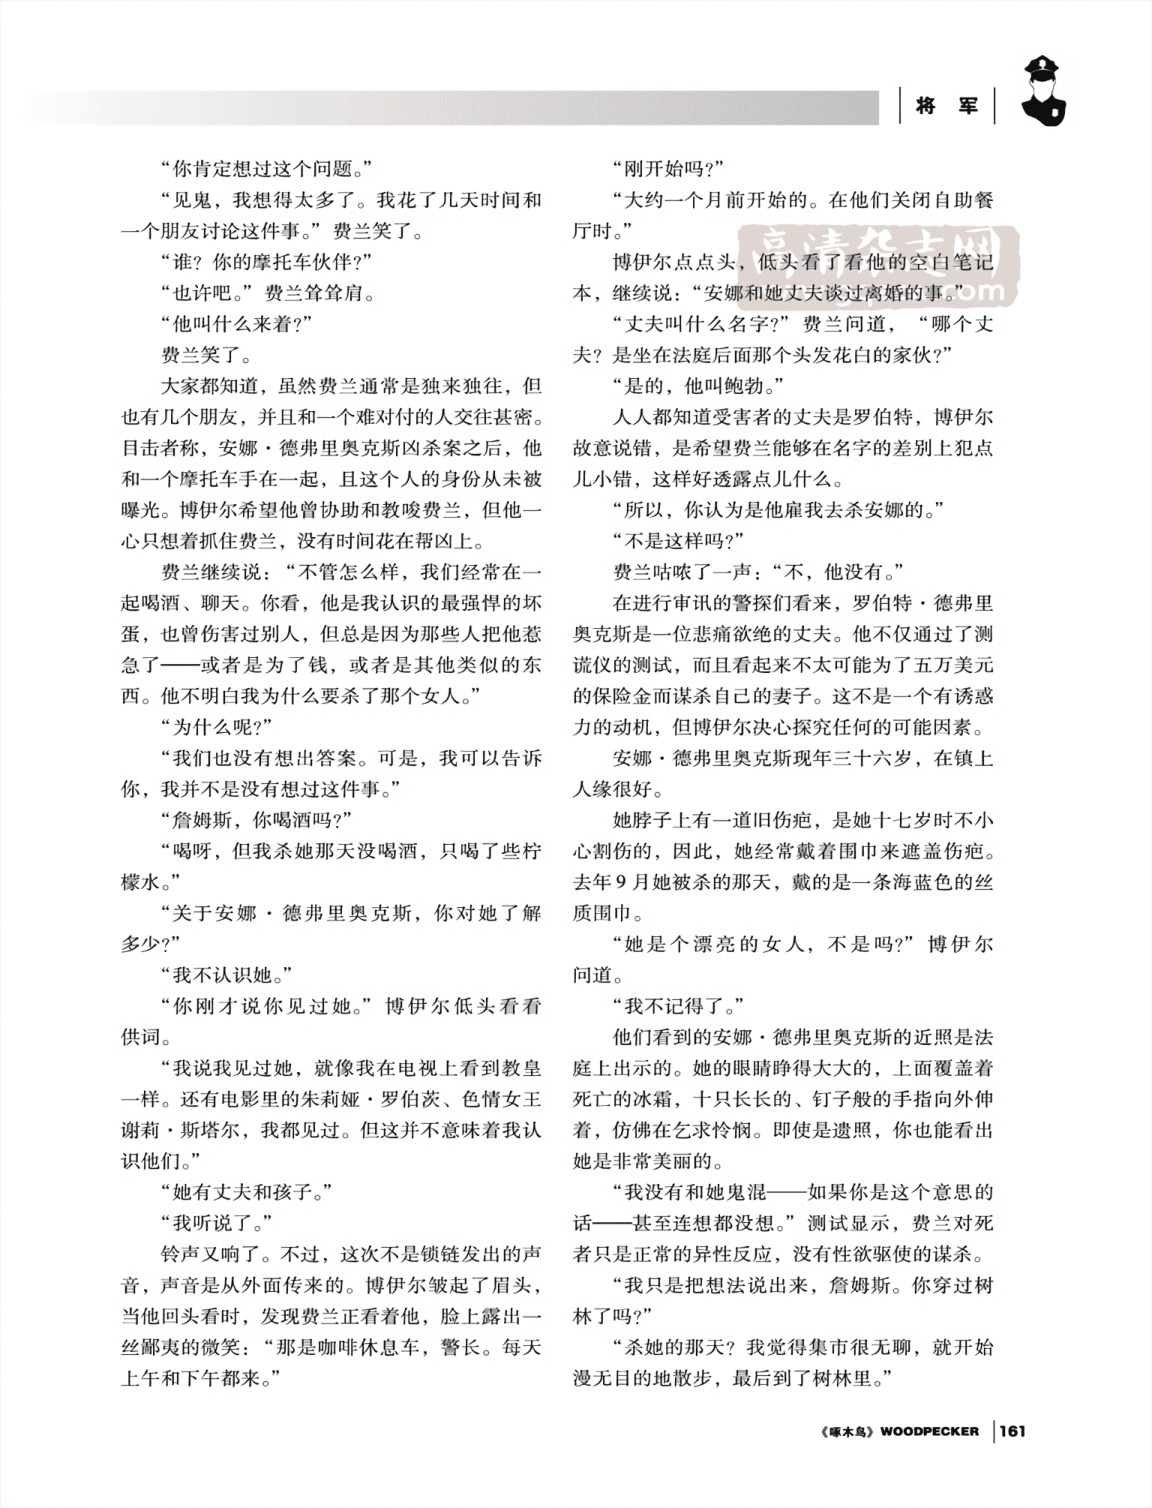 将 军
“你肯定想过这个问题。”
“见鬼，我想得太多了。我花了几天时间和
一个朋友讨论这件事。” 费兰笑了。
“谁？你的摩托车伙伴？”
“也许吧。” 费兰耸耸肩。
“他叫什么来着？”
费兰笑了。
大家都知道，虽然费兰通常是独来独往，但
也有几个朋友，并且和一个难对付的人交往甚密。
目击者称，安娜·德弗里奥克斯凶杀案之后，他
和一个摩托车手在一起，且这个人的身份从未被
曝光。博伊尔希望他曾协助和教唆费兰，但他一
心只想着抓住费兰，没有时间花在帮凶上。
费兰继续说：“不管怎么样，我们经常在一
起喝酒、聊天。你看，他是我认识的最强悍的坏
蛋，也曾伤害过别人，但总是因为那些人把他惹
急了——或者是为了钱，或者是其他类似的东
西。他不明白我为什么要杀了那个女人。”
“为什么呢？”
“我们也没有想出答案。可是，我可以告诉
你，我并不是没有想过这件事。”
“詹姆斯，你喝酒吗？”
“喝呀，但我杀她那天没喝酒，只喝了些柠
檬水。”
“关于安娜·德弗里奥克斯，你对她了解
多少？”
“我不认识她。”
“你刚才说你见过她。” 博伊尔低头看看
供词。
“我说我见过她，就像我在电视上看到教皇
一样。还有电影里的朱莉娅·罗伯茨、色情女王
谢莉·斯塔尔，我都见过。但这并不意味着我认
识他们。”
“她有丈夫和孩子。”
“我听说了。”
铃声又响了。不过，这次不是锁链发出的声
音，声音是从外面传来的。博伊尔皱起了眉头，
当他回头看时，发现费兰正看着他，脸上露出一
丝鄙夷的微笑：“那是咖啡休息车，警长。每天
上午和下午都来。”
“刚开始吗？”
“大约一个月前开始的。在他们关闭自助餐
厅时。”
博伊尔点点头，低头看了看他的空白笔记
本，继续说：“安娜和她丈夫谈过离婚的事。”
“丈夫叫什么名字？” 费兰问道，“哪个丈
夫？是坐在法庭后面那个头发花白的家伙？”
“是的，他叫鲍勃。”
人人都知道受害者的丈夫是罗伯特，博伊尔
故意说错，是希望费兰能够在名字的差别上犯点
儿小错，这样好透露点儿什么。
“所以，你认为是他雇我去杀安娜的。”
“不是这样吗？”
费兰咕哝了一声：“不，他没有。”
在进行审讯的警探们看来，罗伯特·德弗里
奥克斯是一位悲痛欲绝的丈夫。他不仅通过了测
谎仪的测试，而且看起来不太可能为了五万美元
的保险金而谋杀自己的妻子。这不是一个有诱惑
力的动机，但博伊尔决心探究任何的可能因素。
安娜·德弗里奥克斯现年三十六岁，在镇上
人缘很好。
她脖子上有一道旧伤疤，是她十七岁时不小
心割伤的，因此，她经常戴着围巾来遮盖伤疤。
去年9月她被杀的那天，戴的是一条海蓝色的丝
质围巾。
“她是个漂亮的女人，不是吗？” 博伊尔
问道。
“我不记得了。”
他们看到的安娜·德弗里奥克斯的近照是法
庭上出示的。她的眼睛睁得大大的，上面覆盖着
死亡的冰霜，十只长长的、钉子般的手指向外伸
着，仿佛在乞求怜悯。即使是遗照，你也能看出
她是非常美丽的。
“我没有和她鬼混——如果你是这个意思的
话——甚至连想都没想。” 测试显示，费兰对死
者只是正常的异性反应，没有性欲驱使的谋杀。
“我只是把想法说出来，詹姆斯。你穿过树
林了吗？”
“杀她的那天？我觉得集市很无聊，就开始
漫无目的地散步，最后到了树林里。”
高清杂志网
《啄木鸟》WOODPECKER 161